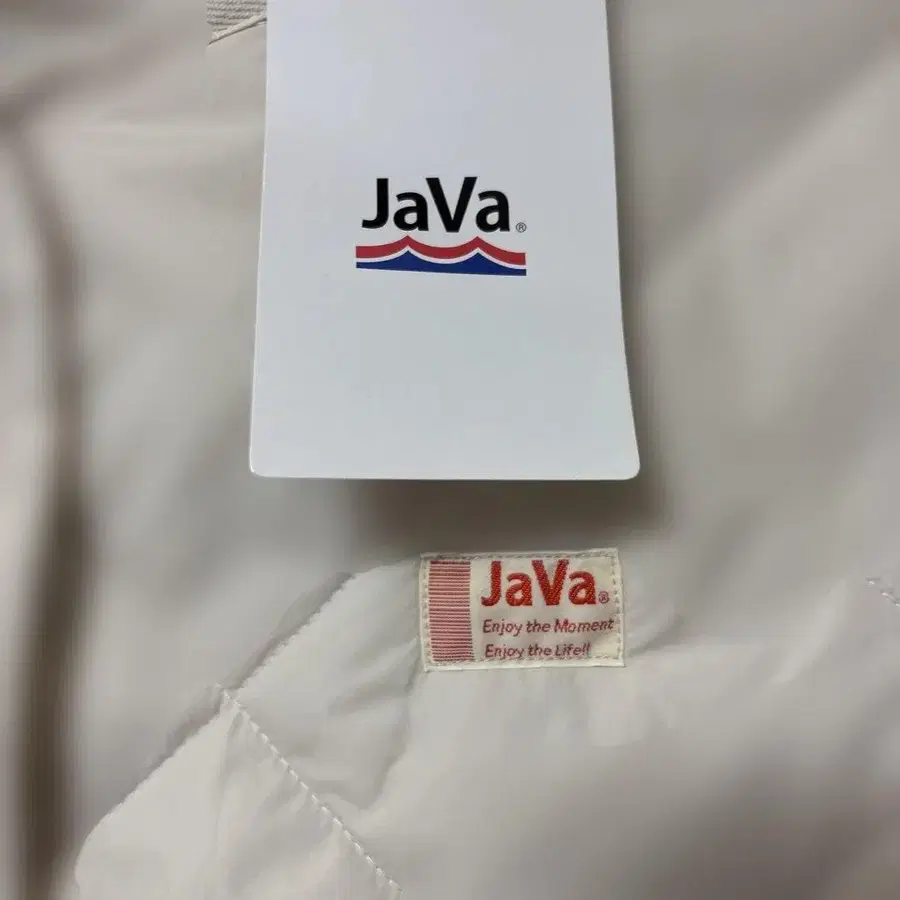 JaVa®
JaVa®
Enjoy the Moment
Enjoy the Life!!